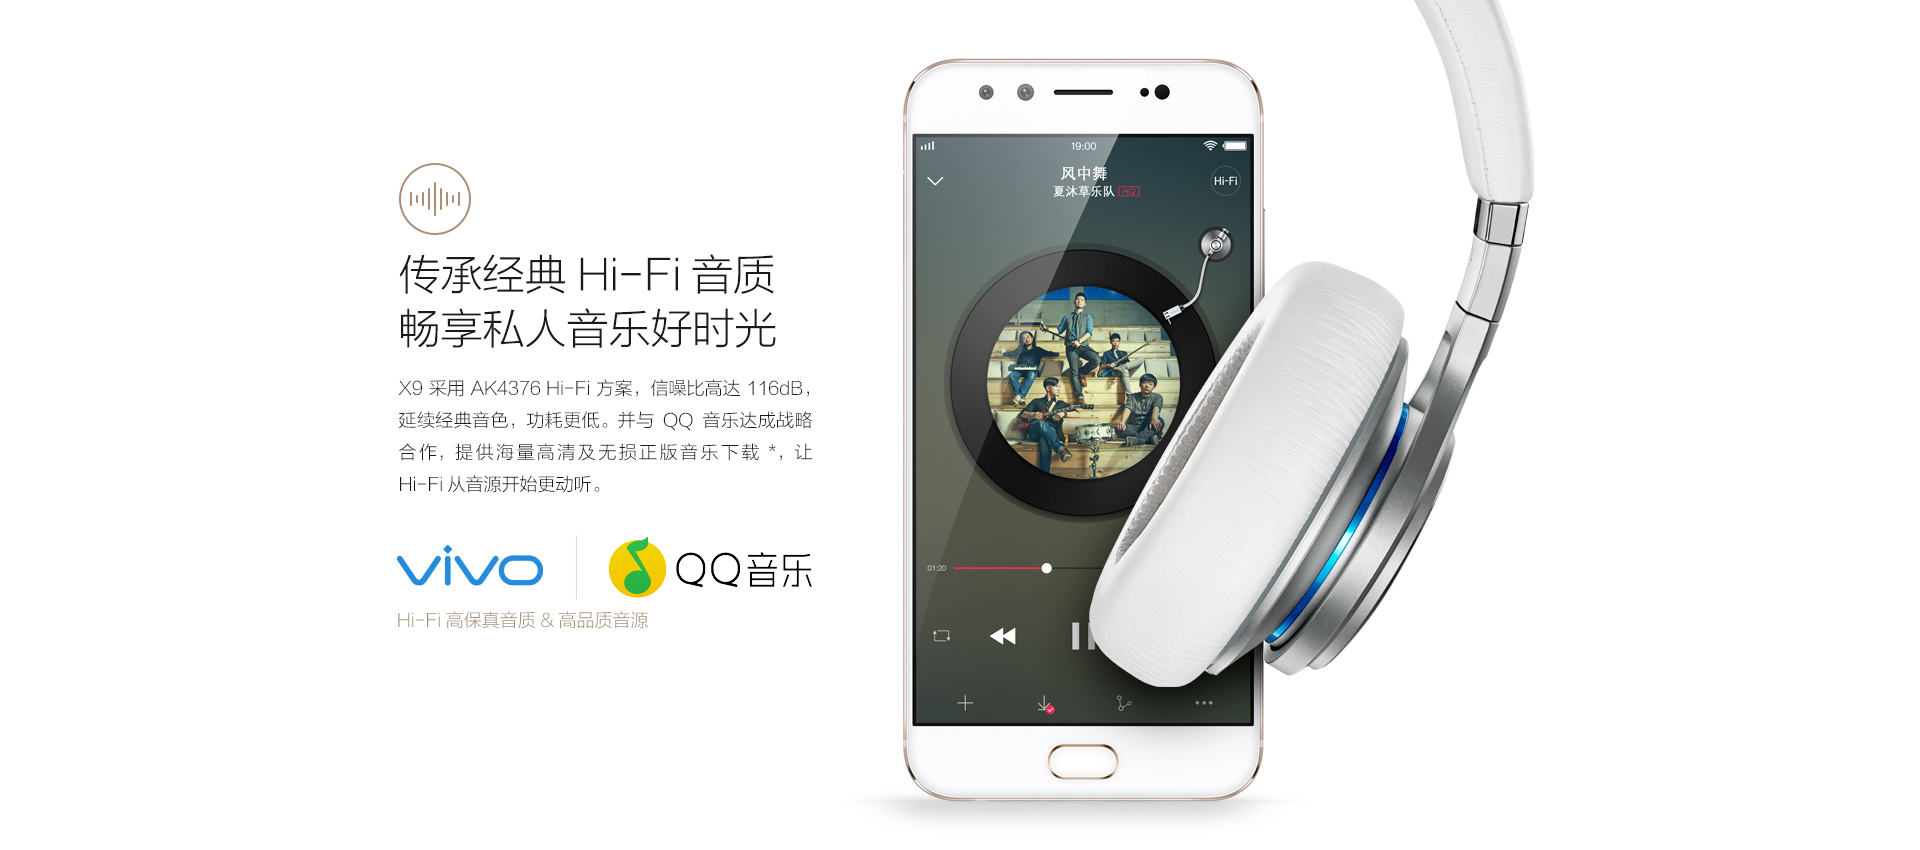 传承经典 Hi-Fi 音质
畅享私人音乐好时光
X9 采用 AK4376 Hi-Fi 方案，信噪比高达 116dB，
延续经典音色，功耗更低。并与 QQ 音乐达成战略
合作，提供海量高清及无损正版音乐下载 *，让
Hi-Fi 从音源开始更动听。
vivo
QQ音乐
Hi-Fi 高保真音质 & 高品质音源
19:00
风中舞
夏沐草乐队 HQ
Hi-Fi
01:20